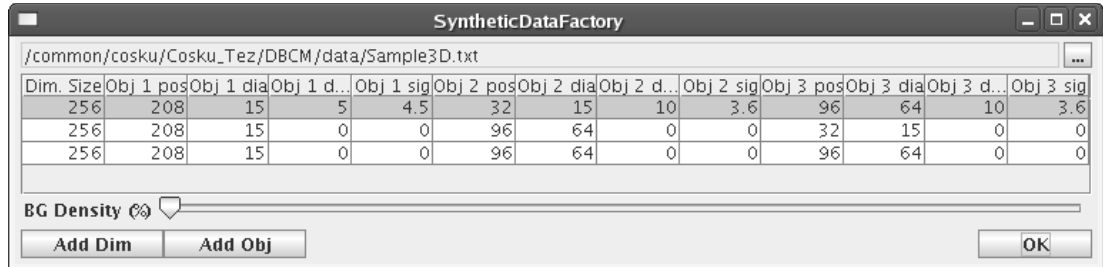 SyntheticDataFactory
/common/cosku/Cosku_Tez/DBCM/data/Sample3D.txt ...
Dim. Size Obj 1 pos Obj 1 dia Obj 1 d... Obj 1 sig Obj 2 pos Obj 2 dia Obj 2 d... Obj 2 sig Obj 3 pos Obj 3 dia Obj 3 d... Obj 3 sig
256 208 15 5 4.5 32 15 10 3.6 96 64 10 3.6
256 208 15 0 0 96 64 0 0 32 15 0 0
256 208 15 0 0 96 64 0 0 96 64 0 0
BG Density (%)
Add Dim Add Obj OK